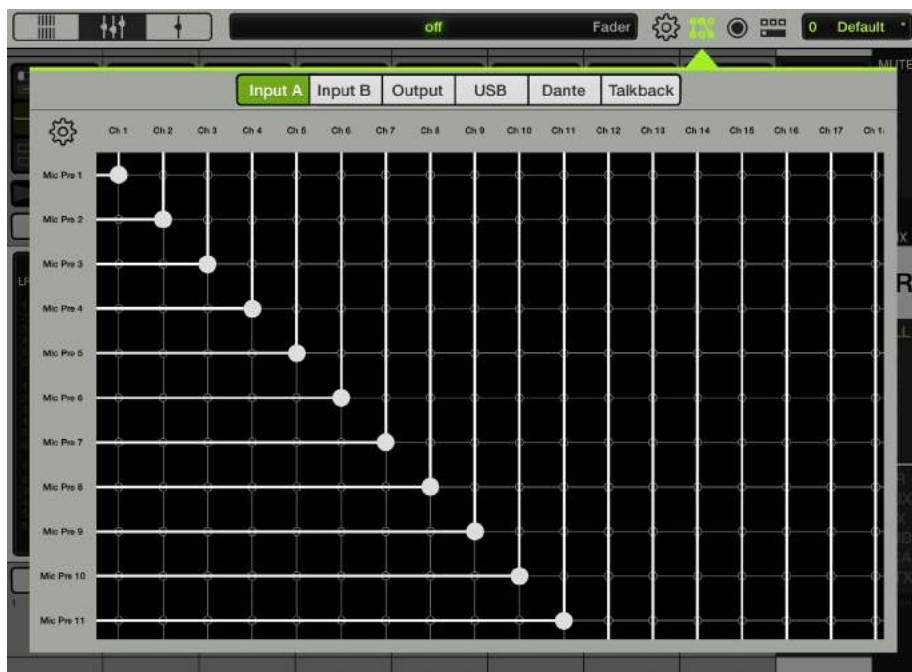 off Fader 0 Default
MUTE
Input A Input B Output USB Dante Talkback
Ch 1 Ch 2 Ch 3 Ch 4 Ch 5 Ch 6 Ch 7 Ch 8 Ch 9 Ch 10 Ch 11 Ch 12 Ch 13 Ch 14 Ch 15 Ch 16 Ch 17
Mic Pre 1
Mic Pre 2
Mic Pre 3
Mic Pre 4
Mic Pre 5
Mic Pre 6
Mic Pre 7
Mic Pre 8
Mic Pre 9
Mic Pre 10
Mic Pre 11